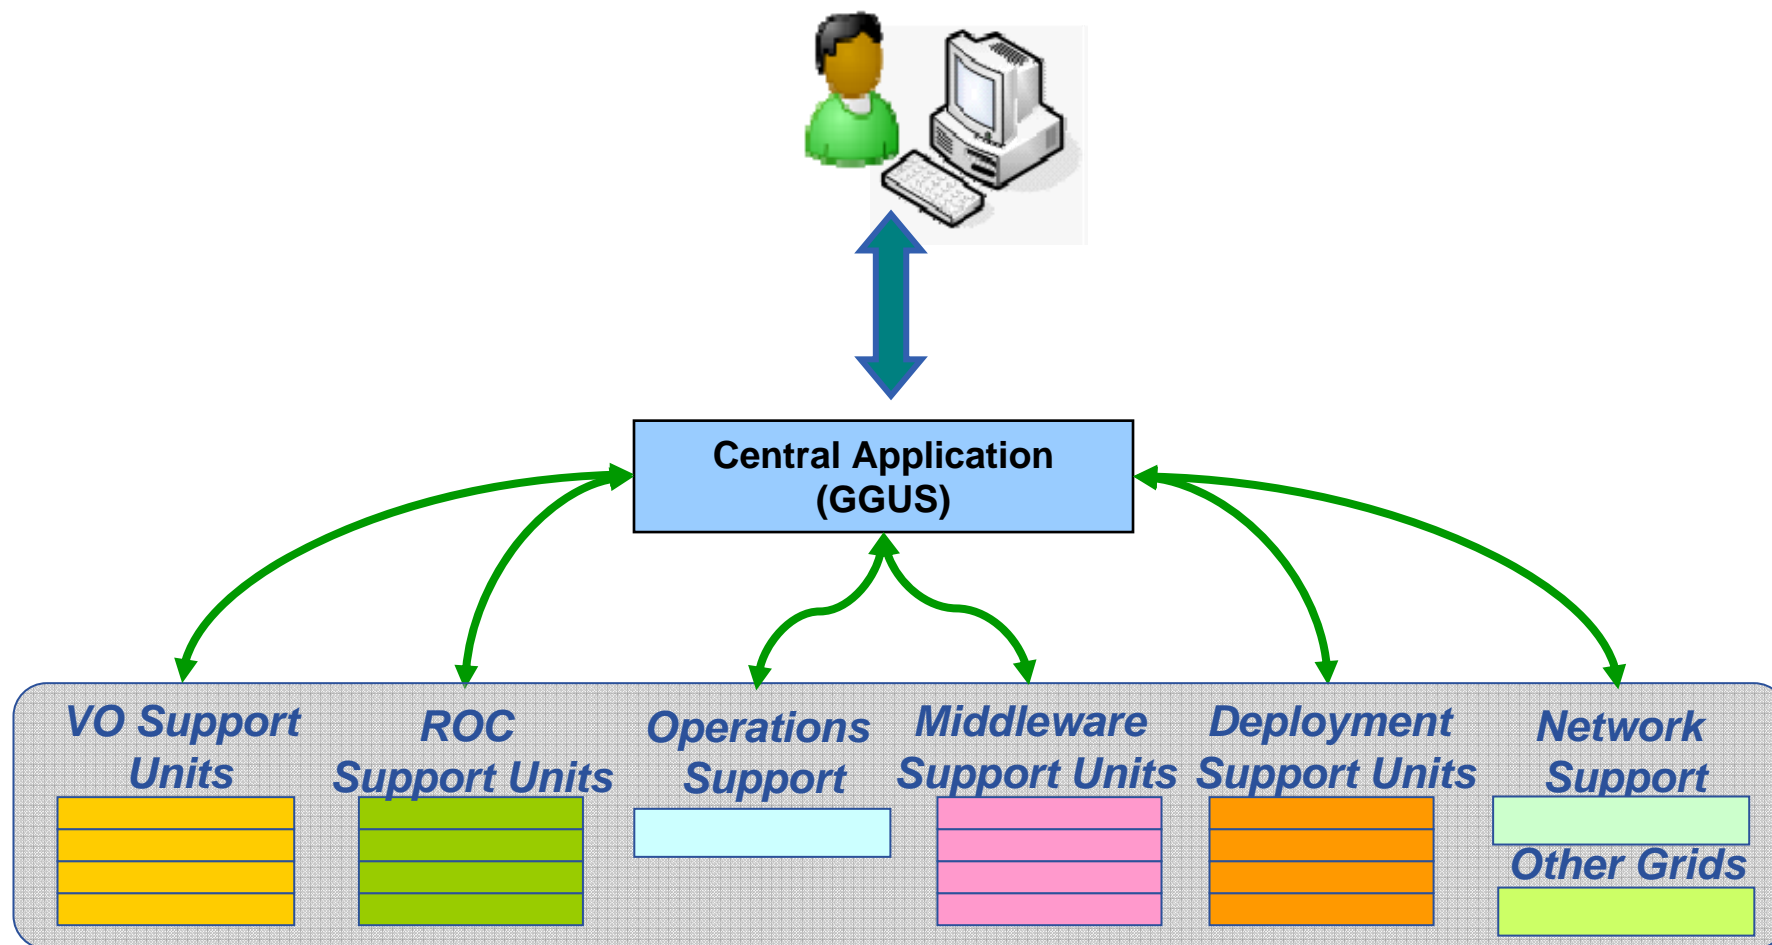 Central Application
(GGUS)
VO Support
Units
ROC
Support Units
Operations
Support
Middleware
Support Units
Deployment
Support Units
Network
Support
Other Grids